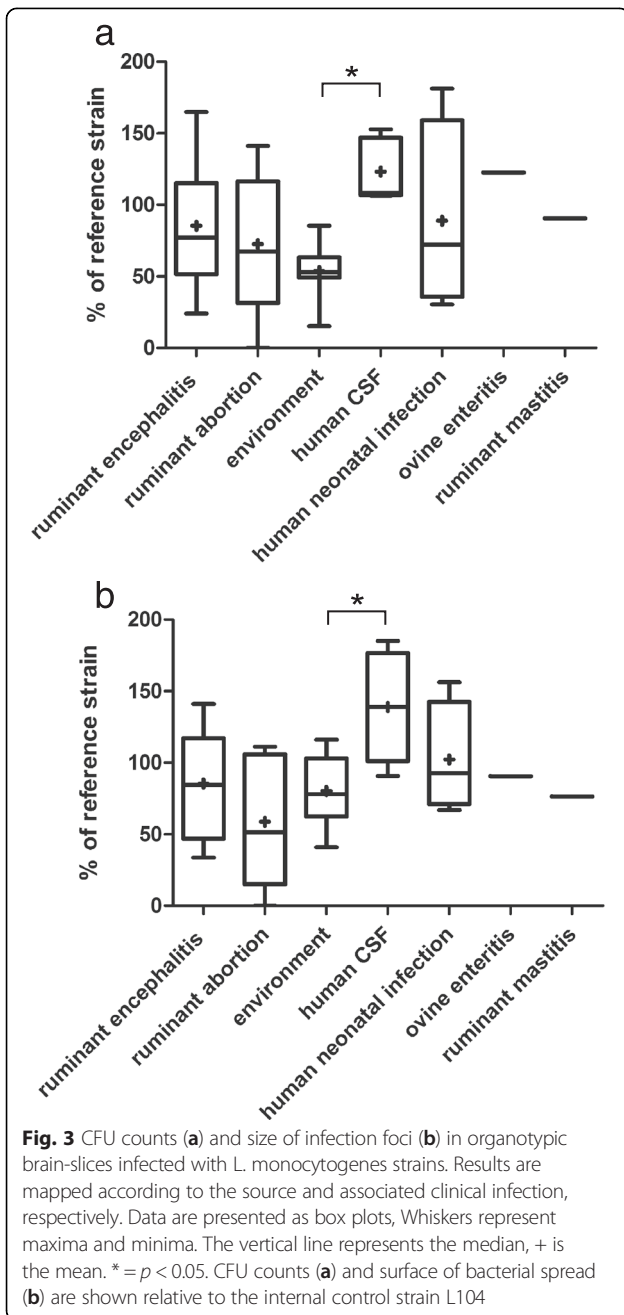 a
200
150
100
50
0
% of reference strain
*
ruminant encephalitis
ruminant abortion
environment
human CSF
human neonatal infection
ovine enteritis
ruminant mastitis
b
200
150
100
50
0
% of reference strain
*
ruminant encephalitis
ruminant abortion
environment
human CSF
human neonatal infection
ovine enteritis
ruminant mastitis
Fig. 3 CFU counts (a) and size of infection foci (b) in organotypic
brain-slices infected with L. monocytogenes strains. Results are
mapped according to the source and associated clinical infection,
respectively. Data are presented as box plots, Whiskers represent
maxima and minima. The vertical line represents the median, + is
the mean. * = p < 0.05. CFU counts (a) and surface of bacterial spread
(b) are shown relative to the internal control strain L104